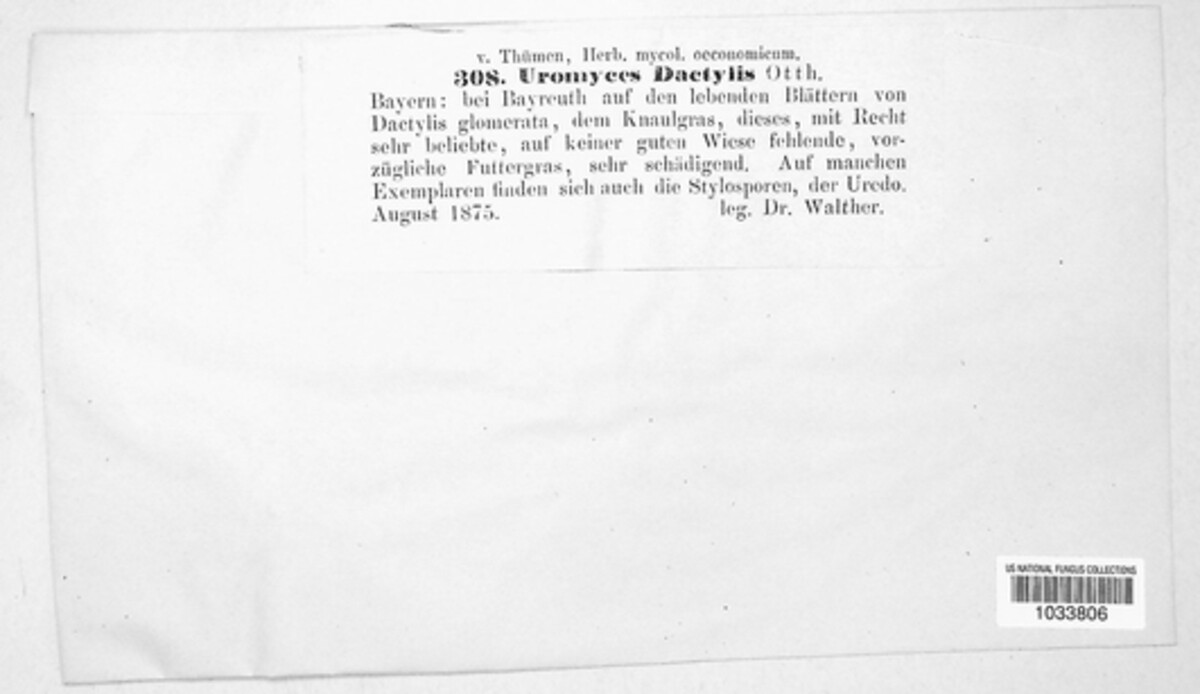 v. Thümen, Herb. mycol. oeconomicum.
308. Uromyces Dactylis Otth.
Bayern: bei Bayreuth auf den lebenden Blättern von
Dactylis glomerata, dem Knaulgras, dieses, mit Recht
sehr beliebte, auf keiner guten Wiese fehlende, vor-
zügliche Futtergras, sehr schädigend. Auf manchen
Exemplaren finden sich auch die Stylosporen, der Uredo.
August 1875. leg. Dr. Walther.
US NATIONAL FUNGUS COLLECTIONS
1033806